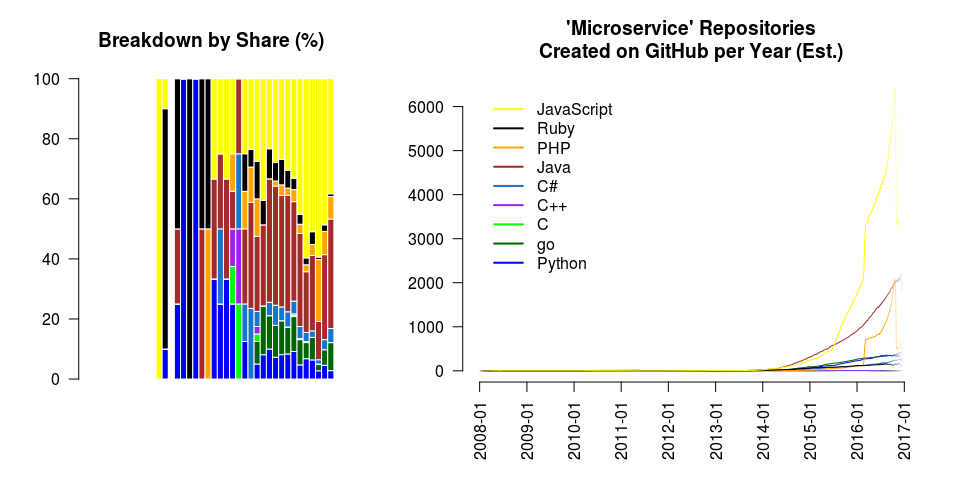 Breakdown by Share (%)
100
80
60
40
20
0
'Microservice' Repositories
Created on GitHub per Year (Est.)
6000
5000
4000
3000
2000
1000
0
JavaScript
Ruby
PHP
Java
C#
C++
C
go
Python
2008-01
2009-01
2010-01
2011-01
2012-01
2013-01
2014-01
2015-01
2016-01
2017-01